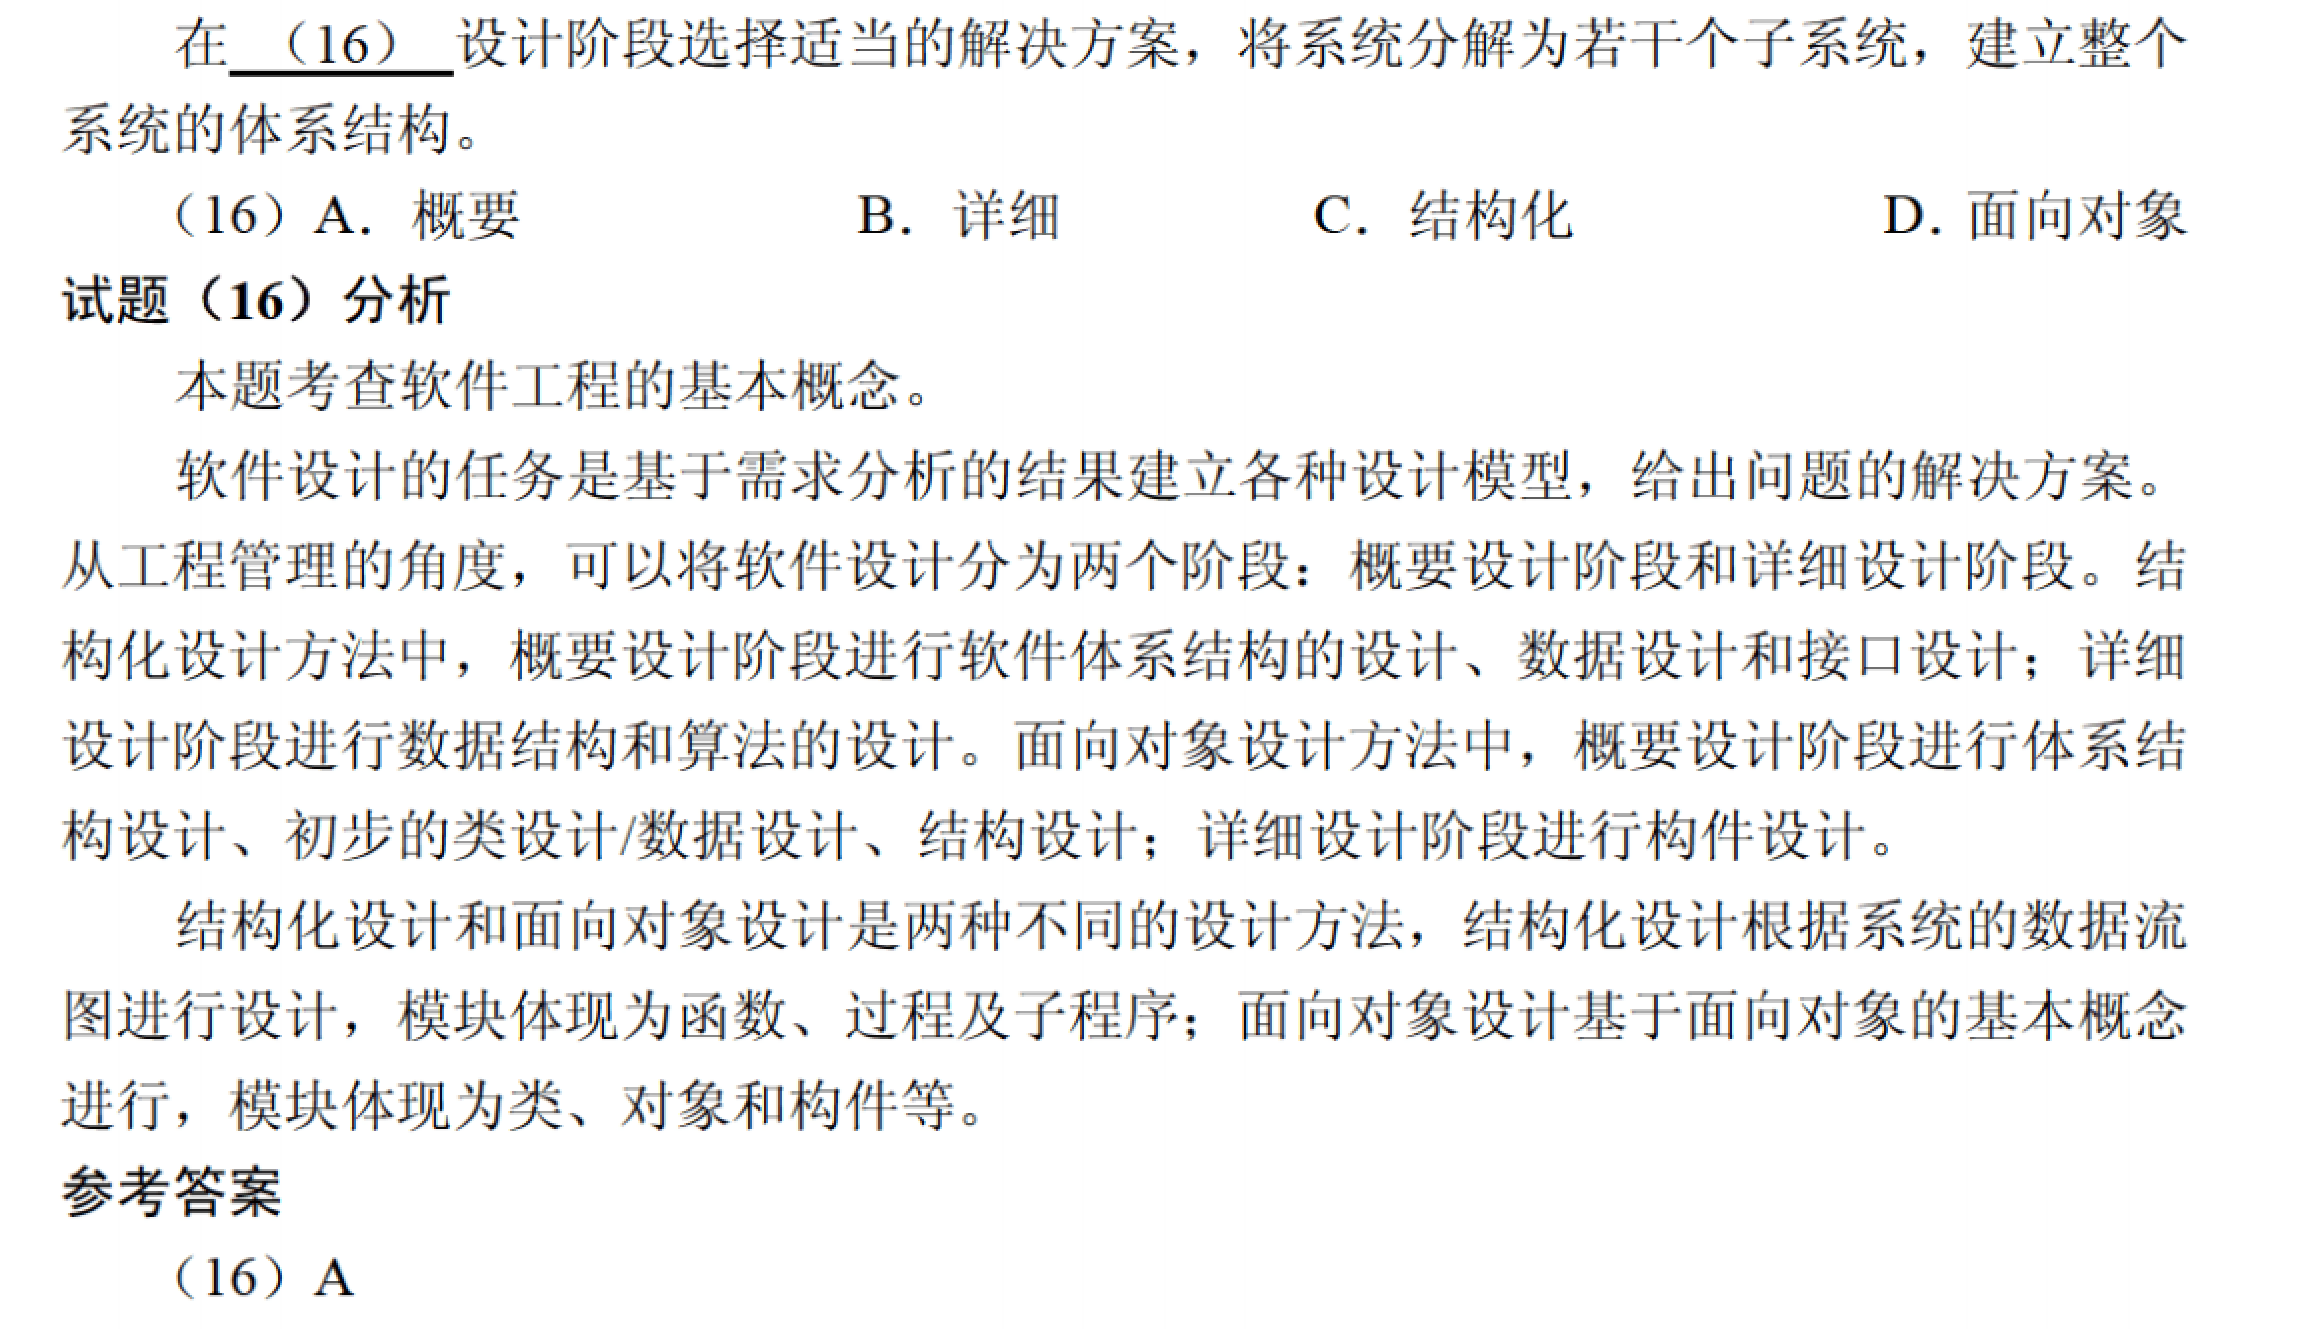 在 （16） 设计阶段选择适当的解决方案，将系统分解为若干个子系统，建立整个
系统的体系结构。
（16）A．概要 B．详细 C．结构化 D．面向对象
试题（16）分析
本题考查软件工程的基本概念。
软件设计的任务是基于需求分析的结果建立各种设计模型，给出问题的解决方案。
从工程管理的角度，可以将软件设计分为两个阶段：概要设计阶段和详细设计阶段。结
构化设计方法中，概要设计阶段进行软件体系结构的设计、数据设计和接口设计；详细
设计阶段进行数据结构和算法的设计。面向对象设计方法中，概要设计阶段进行体系结
构设计、初步的类设计/数据设计、结构设计；详细设计阶段进行构件设计。
结构化设计和面向对象设计是两种不同的设计方法，结构化设计根据系统的数据流
图进行设计，模块体现为函数、过程及子程序；面向对象设计基于面向对象的基本概念
进行，模块体现为类、对象和构件等。
参考答案
（16）A